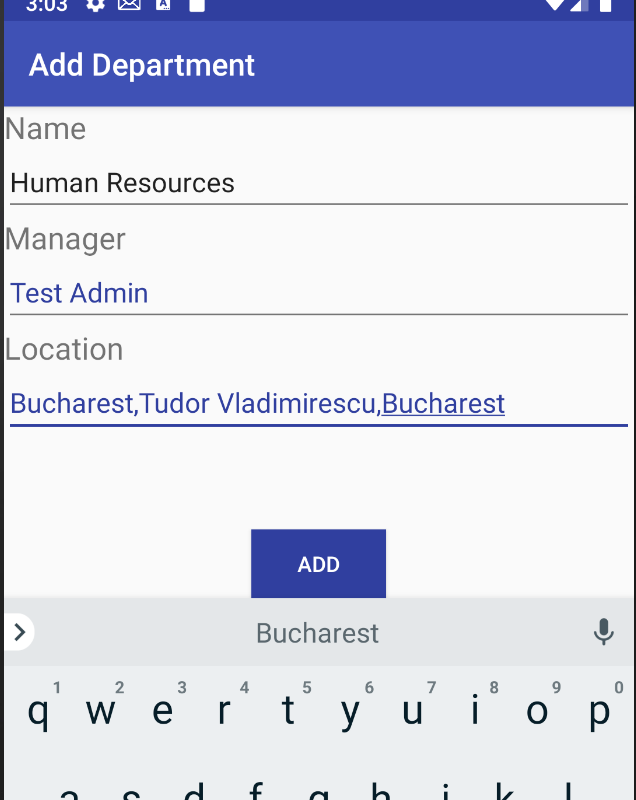 3:03
Add Department
Name
Human Resources
Manager
Test Admin
Location
Bucharest,Tudor Vladimirescu,Bucharest
ADD
Bucharest
1 2 3 4 5 6 7 8 9 0
q w e r t y u i o p
a s d f g h j k l